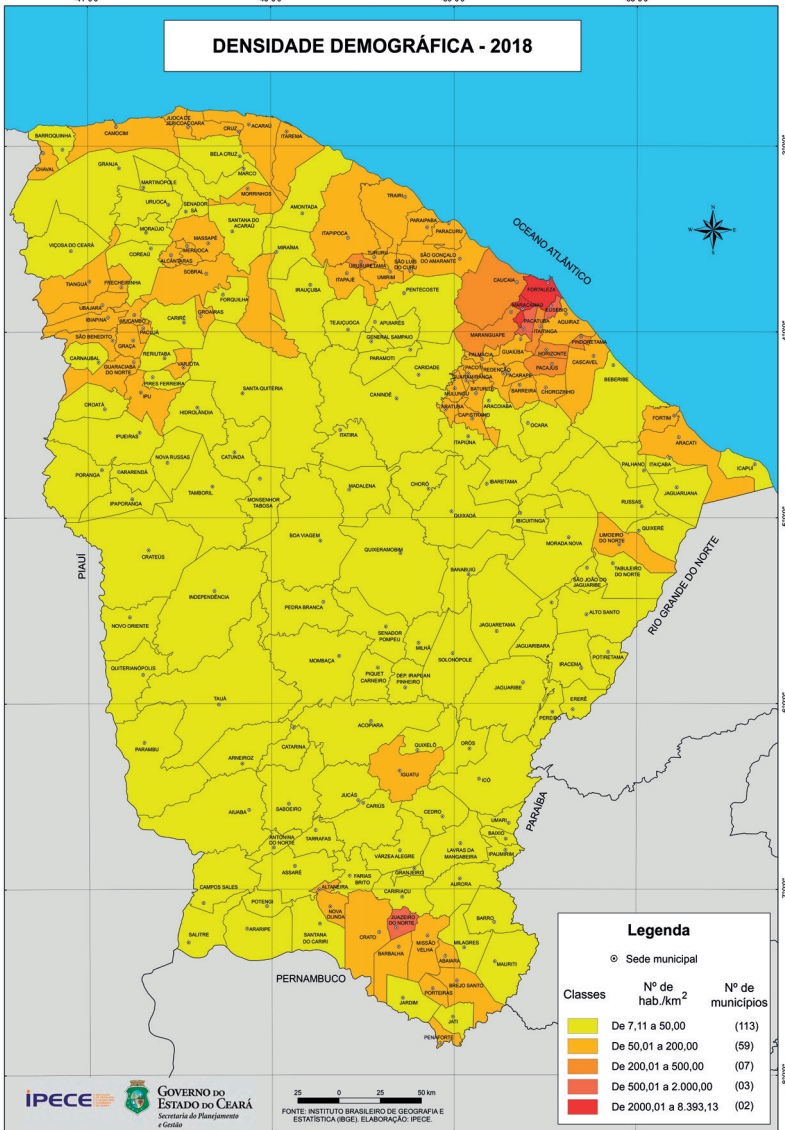 DENSIDADE DEMOGRÁFICA - 2018
OCEANO ATLÂNTICO
N
W
E
S
BARROQUINHA
CAMOCIM
JIJOCA DE
JERICOACOARA
CRUZ
ACARAÚ
ITAREMA
CHAVAL
GRANJA
BELA CRUZ
MARCO
MARTINÓPOLE
MORRINHOS
URUOCA
SENADOR
SÁ
AMONTADA
TRAIRI
SANTANA DO
ACARAÚ
PARAIPABA
PARACURU
MORAÚJO
ITAPIPOCA
VIÇOSA DO CEARÁ
MASSAPÊ
COREAÚ
MERUOCA
ALCÂNTARAS
MIRAÍMA
TURURU
URUBURETAMA
SÃO LUIS
DO CURU
SÃO GONÇALO
DO AMARANTE
SOBRAL
ITAPAJÉ
UMIRIM
TIANGUÁ
FRECHEIRINHA
IRAUÇUBA
PENTECOSTE
CAUCAIA
FORTALEZA
UBAJARA
FORQUILHA
MARACANAÚ
EUSÉBIO
IBIAPINA
MUCAMBO
GROAÍRAS
CARIRÉ
TEJUÇUOCA
APUIARÉS
PACATUBA
AQUIRAZ
ITAITINGA
PACUJÁ
SÃO BENEDITO
GRAÇA
GENERAL SAMPAIO
MARANGUAPE
PINDORETAMA
GUAIÚBA
HORIZONTE
RERIUTABA
CARNAUBAL
GUARACIABA
DO NORTE
VARJOTA
PARAMOTI
PALMÁCIA
CASCAVEL
PACOTI
REDENÇÃO
PACAJUS
PIRES FERREIRA
CARIDADE
GUARAMIRANGA
ACARAPE
BEBERIBE
IPU
SANTA QUITÉRIA
CANINDÉ
MULUNGU
BATURITÉ
BARREIRA
CHOROZINHO
CROATÁ
HIDROLÂNDIA
ARATUBA
ARACOIABA
CAPISTRANO
FORTIM
OCARA
IPUEIRAS
ITATIRA
ITAPIÚNA
ARACATI
NOVA RUSSAS
CATUNDA
PORANGA
ARARENDÁ
PALHANO
ITAIÇABA
ICAPUÍ
IPAPORANGA
TAMBORIL
MONSENHOR
TABOSA
MADALENA
CHORÓ
IBARETAMA
JAGUARUANA
RUSSAS
QUIXADÁ
IBICUITINGA
QUIXERÉ
BOA VIAGEM
MORADA NOVA
LIMOEIRO
DO NORTE
CRATEÚS
QUIXERAMOBIM
BANABUIÚ
TABULEIRO
DO NORTE
SÃO JOÃO DO
JAGUARIBE
PIAUÍ
INDEPENDÊNCIA
PEDRA BRANCA
ALTO SANTO
RIO GRANDE DO NORTE
NOVO ORIENTE
SENADOR
POMPEU
JAGUARETAMA
MILHÃ
JAGUARIBARA
MOMBAÇA
SOLONÓPOLE
POTIRETAMA
QUITERIANÓPOLIS
PIQUET
CARNEIRO
DEP. IRAPUAN
PINHEIRO
IRACEMA
JAGUARIBE
TAUÁ
ERERÊ
PEREIRO
ACOPIARA
PARAMBU
CATARINA
QUIXELÔ
ORÓS
ARNEIROZ
IGUATU
ICÓ
JUCÁS
CARIÚS
AIUABA
SABOEIRO
CEDRO
UMARI
PARAÍBA
ANTONINA
DO NORTE
TARRAFAS
BAIXIO
VÁRZEA ALEGRE
LAVRAS DA
MANGABEIRA
IPAUMIRIM
ASSARÉ
FARIAS
BRITO
GRANJEIRO
CAMPOS SALES
ALTANEIRA
CARIRIAÇU
AURORA
POTENGI
NOVA
OLINDA
JUAZEIRO
DO NORTE
BARRO
SALITRE
ARARIPE
SANTANA
DO CARIRI
CRATO
MISSÃO
VELHA
BARBALHA
MILAGRES
ABAIARA
MAURITI
PERNAMBUCO
BREJO SANTO
JARDIM
PORTEIRAS
JATI
PENAFORTE
Legenda
Sede municipal
Classes
Nº de
hab./km²
Nº de
municípios
De 7,11 a 50,00 (113)
De 50,01 a 200,00 (59)
De 200,01 a 500,00 (07)
De 500,01 a 2.000,00 (03)
De 2000,01 a 8.393,13 (02)
iPECE
GOVERNO DO
ESTADO DO CEARÁ
Secretaria do Planejamento
e Gestão
25 0 25 50 km
FONTE: INSTITUTO BRASILEIRO DE GEOGRAFIA E
ESTATÍSTICA (IBGE). ELABORAÇÃO: IPECE.